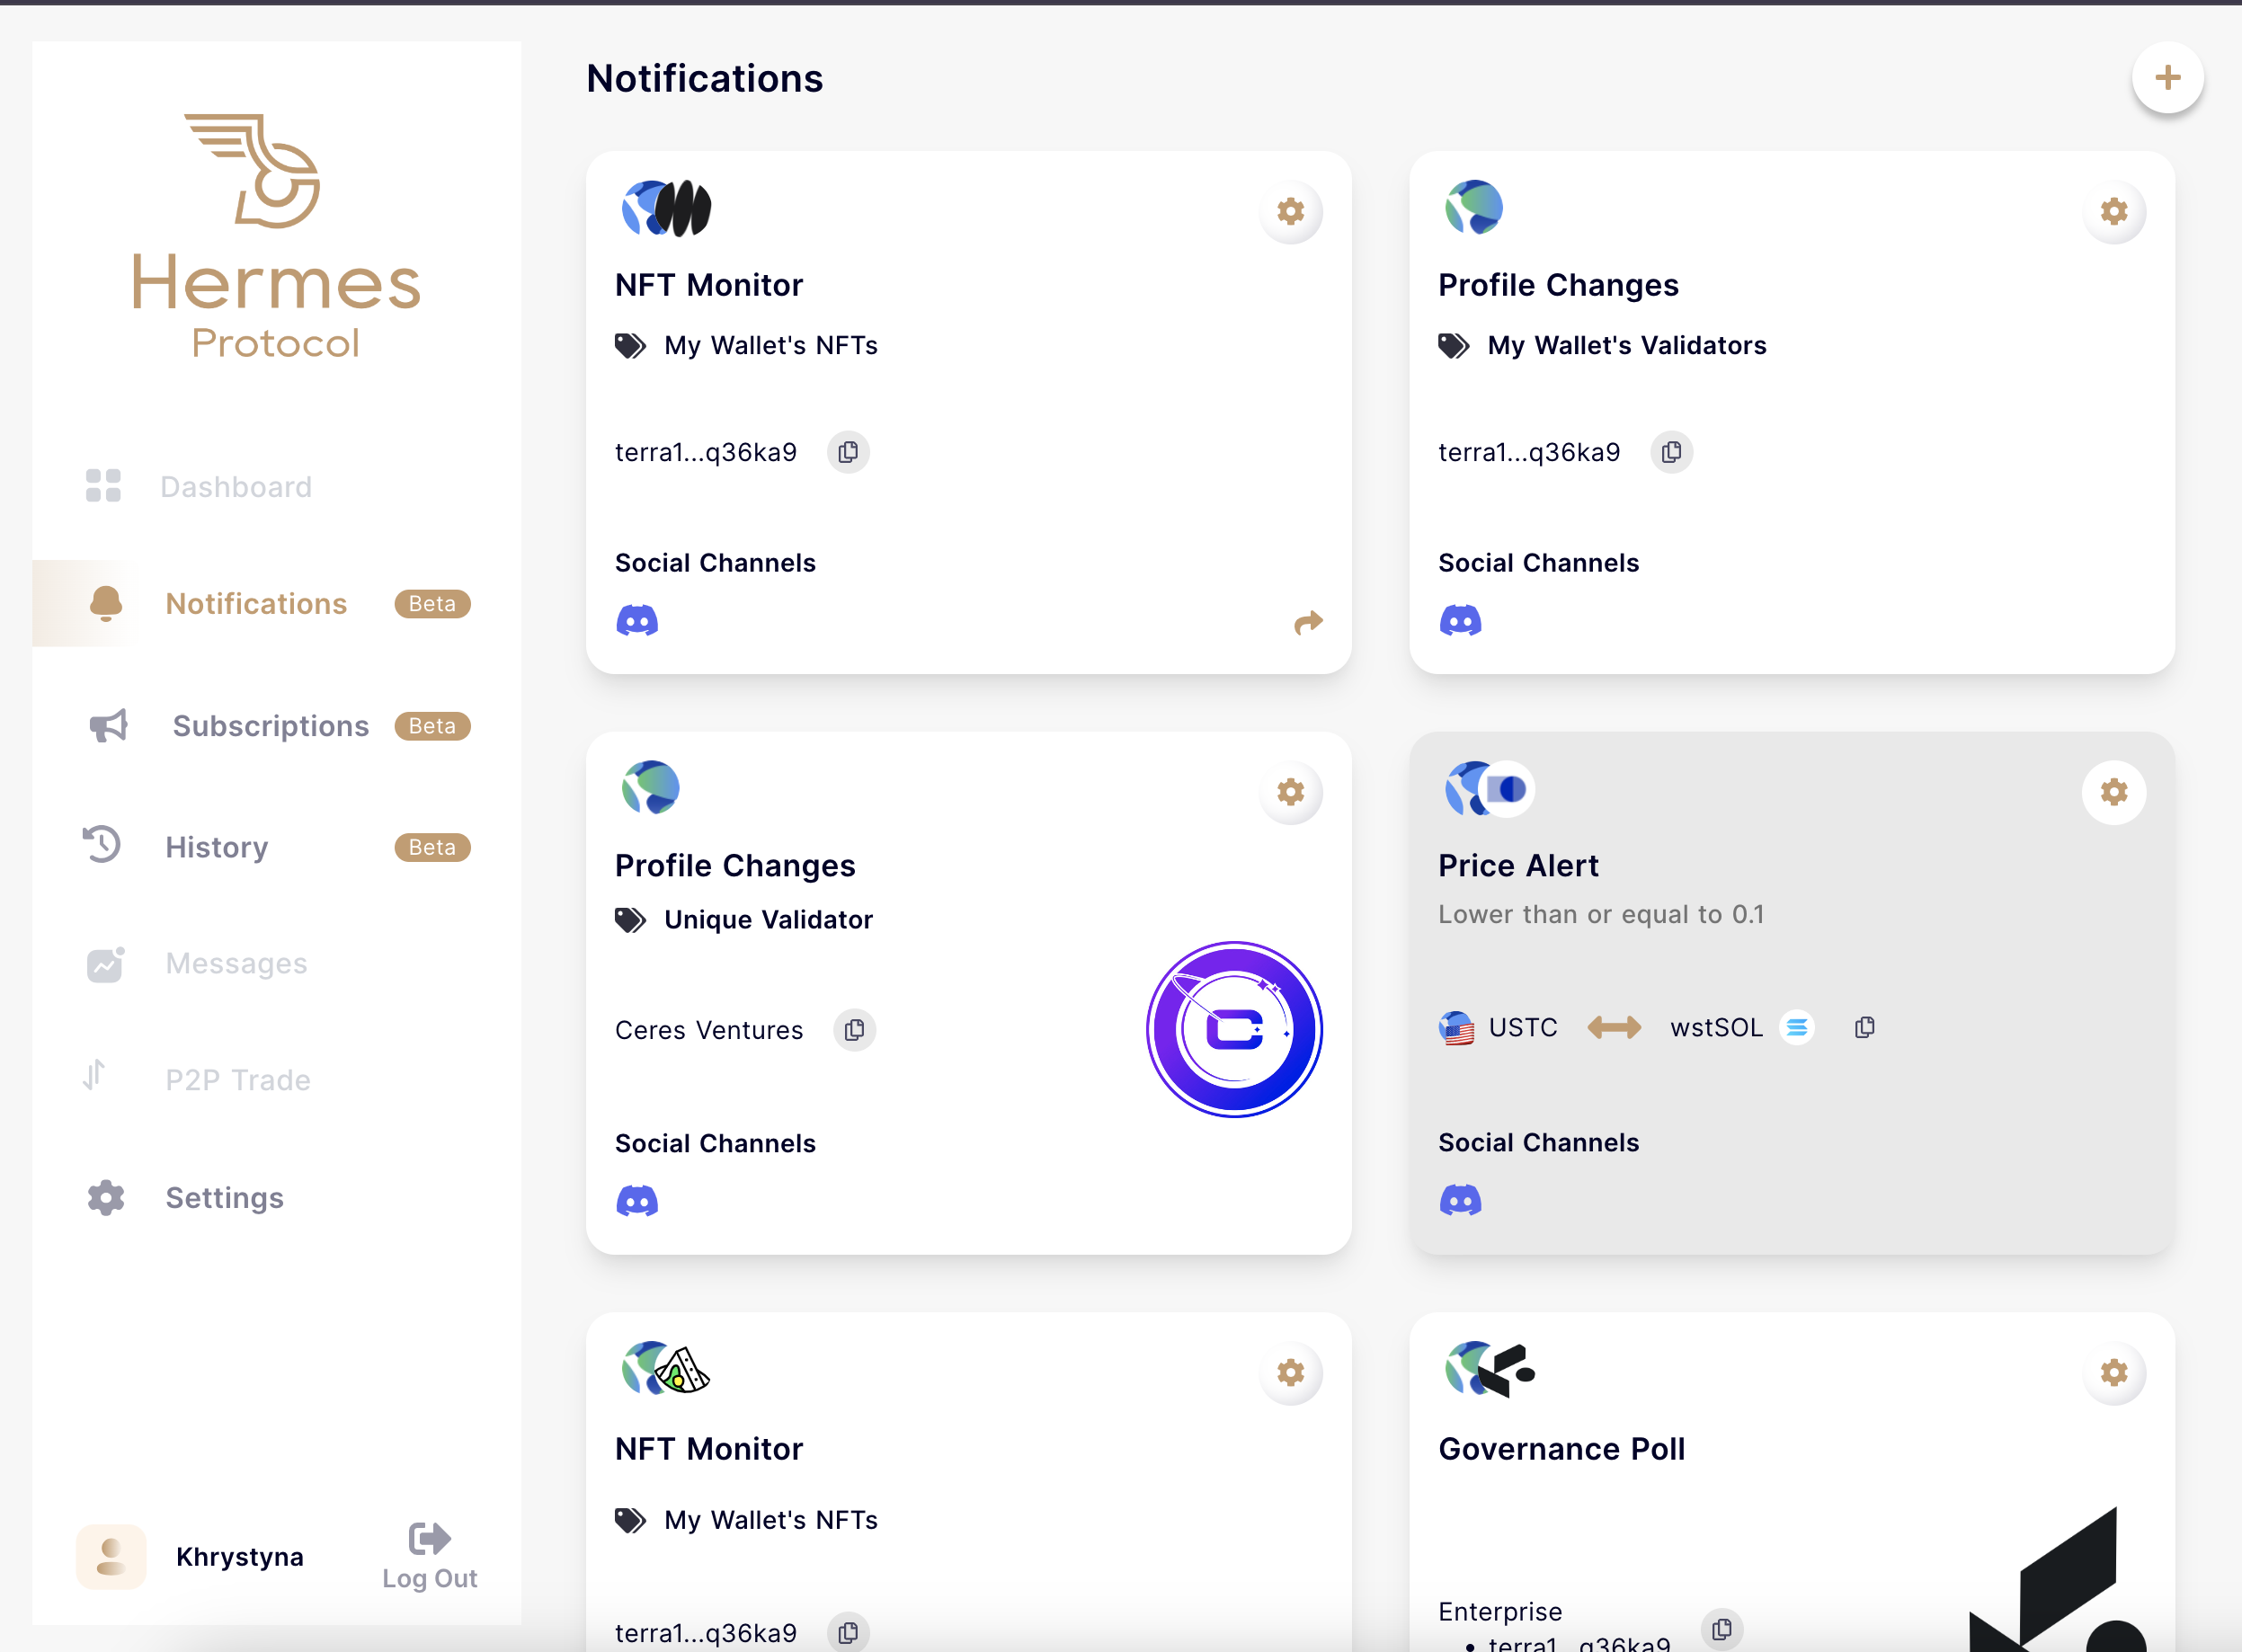 Hermes
Protocol
Dashboard
Notifications Beta
Subscriptions Beta
History Beta
Messages
P2P Trade
Settings
Khrystyna
Log Out
Notifications
NFT Monitor
My Wallet's NFTs
terra1...q36ka9
Social Channels
Profile Changes
My Wallet's Validators
terra1...q36ka9
Social Channels
Profile Changes
Unique Validator
Ceres Ventures
Social Channels
Price Alert
Lower than or equal to 0.1
USTC wstSOL
Social Channels
NFT Monitor
My Wallet's NFTs
terra1...q36ka9
Governance Poll
Enterprise
• terra1...q36ka9